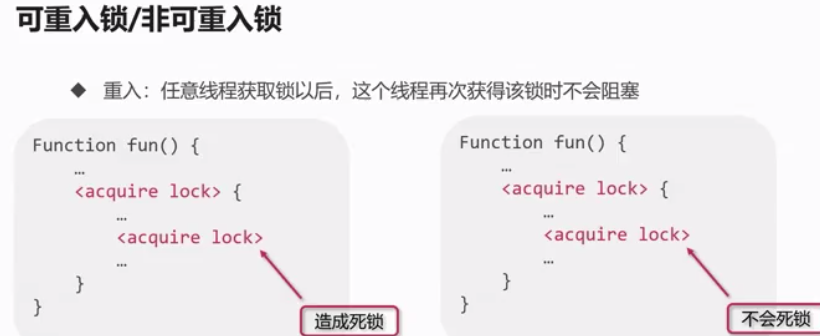 可重入锁/非可重入锁
◆ 重入：任意线程获取锁以后，这个线程再次获得该锁时不会阻塞
Function fun() {
…
<acquire lock> {
…
<acquire lock>
…
}
}
造成死锁
Function fun() {
…
<acquire lock> {
…
<acquire lock>
…
}
}
不会死锁